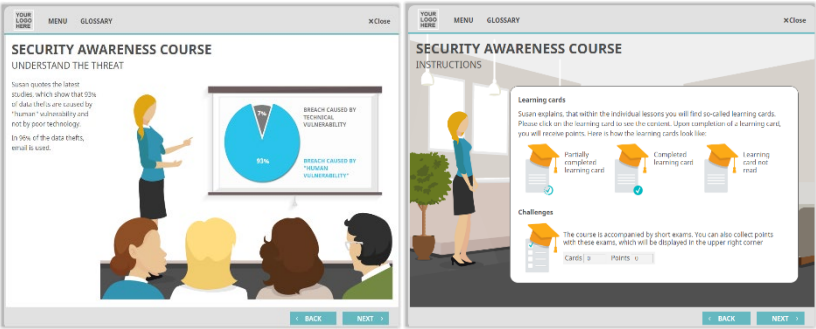 YOUR
LOGO
HERE
MENU GLOSSARY
×Close
SECURITY AWARENESS COURSE
UNDERSTAND THE THREAT
Susan quotes the latest
studies, which show that 93%
of data thefts are caused by
"human" vulnerability and
not by poor technology.
In 96% of the data thefts,
email is used.
7%
93%
BREACH CAUSED BY
TECHNICAL
VULNERABILITY
BREACH CAUSED BY
"HUMAN
VULNERABILITY"
‹ BACK
NEXT ›
YOUR
LOGO
HERE
MENU GLOSSARY
×Close
SECURITY AWARENESS COURSE
INSTRUCTIONS
Learning cards
Susan explains, that within the individual lessons you will find so-called learning cards.
Please click on the learning card to see the content. Upon completion of a learning card,
you will receive points. Here is how the learning cards look like:
Partially
completed
learning card
Completed
learning card
Learning
card not
read
Challenges
The course is accompanied by short exams. You can also collect points
with these exams, which will be displayed in the upper right corner
Cards 0 Points 0
‹ BACK
NEXT ›